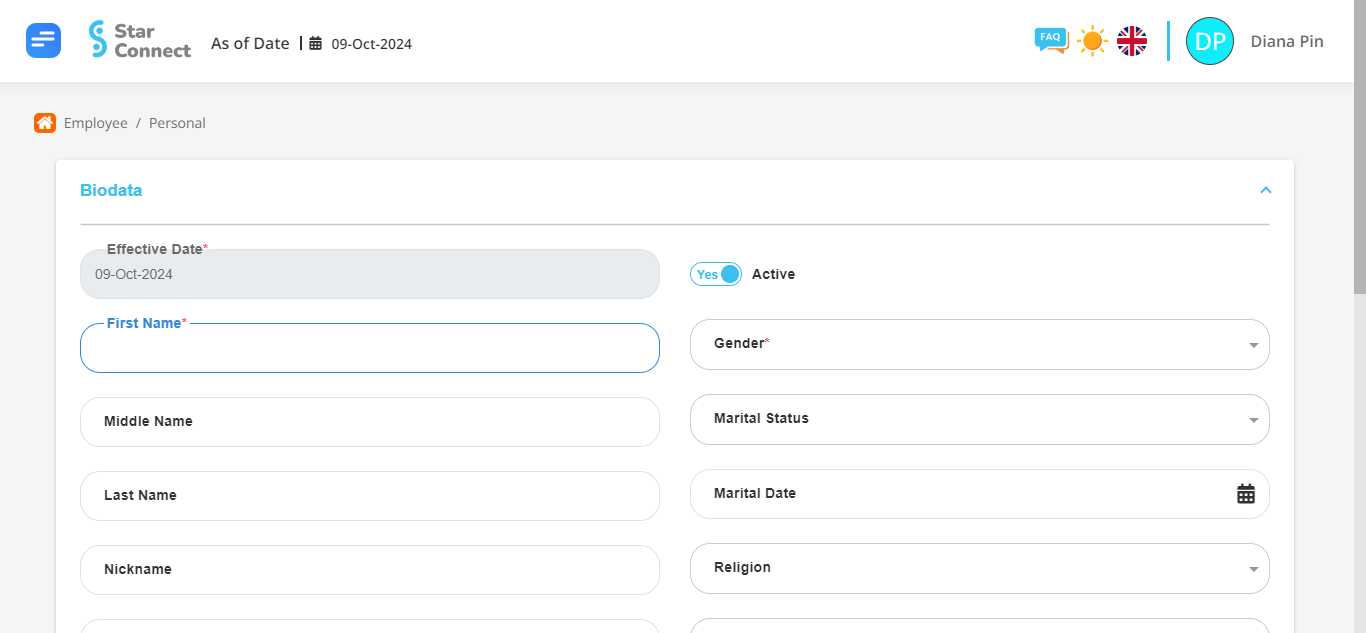 Star
Connect
As of Date
09-Oct-2024
FAQ
DP
Diana Pin
Employee / Personal
Biodata
Effective Date*
09-Oct-2024
Yes
Active
First Name*
Gender*
Middle Name
Marital Status
Last Name
Marital Date
Nickname
Religion